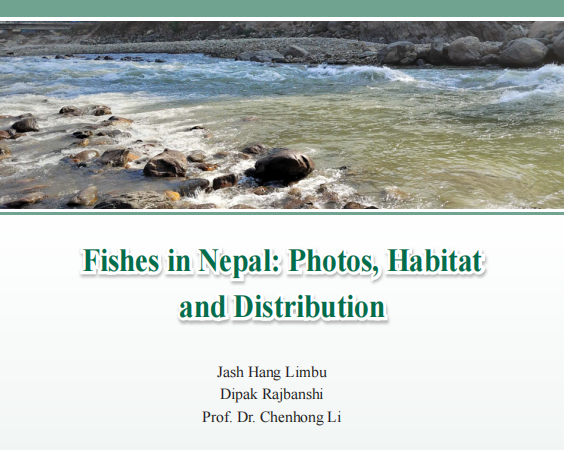 Fishes in Nepal: Photos, Habitat
and Distribution
Jash Hang Limbu
Dipak Rajbanshi
Prof. Dr. Chenhong Li